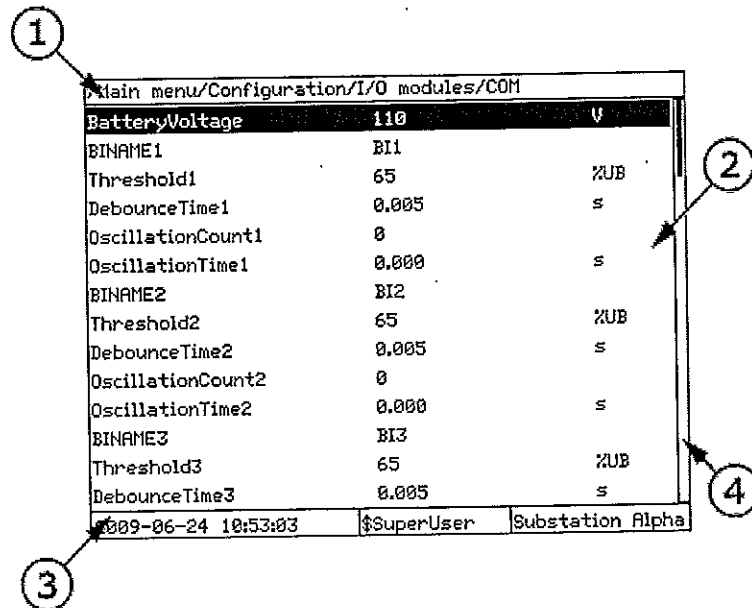 1
Main menu/Configuration/I/O modules/COM
BatteryVoltage 110 V
BINAME1 BI1
Threshold1 65 %UB
DebounceTime1 0.005 s
OscillationCount1 0
OscillationTime1 0.000 s
BINAME2 BI2
Threshold2 65 %UB
DebounceTime2 0.005 s
OscillationCount2 0
OscillationTime2 0.000 s
BINAME3 BI3
Threshold3 65 %UB
DebounceTime3 0.005 s
2009-06-24 10:53:03 $SuperUser Substation Alpha
2
4
3